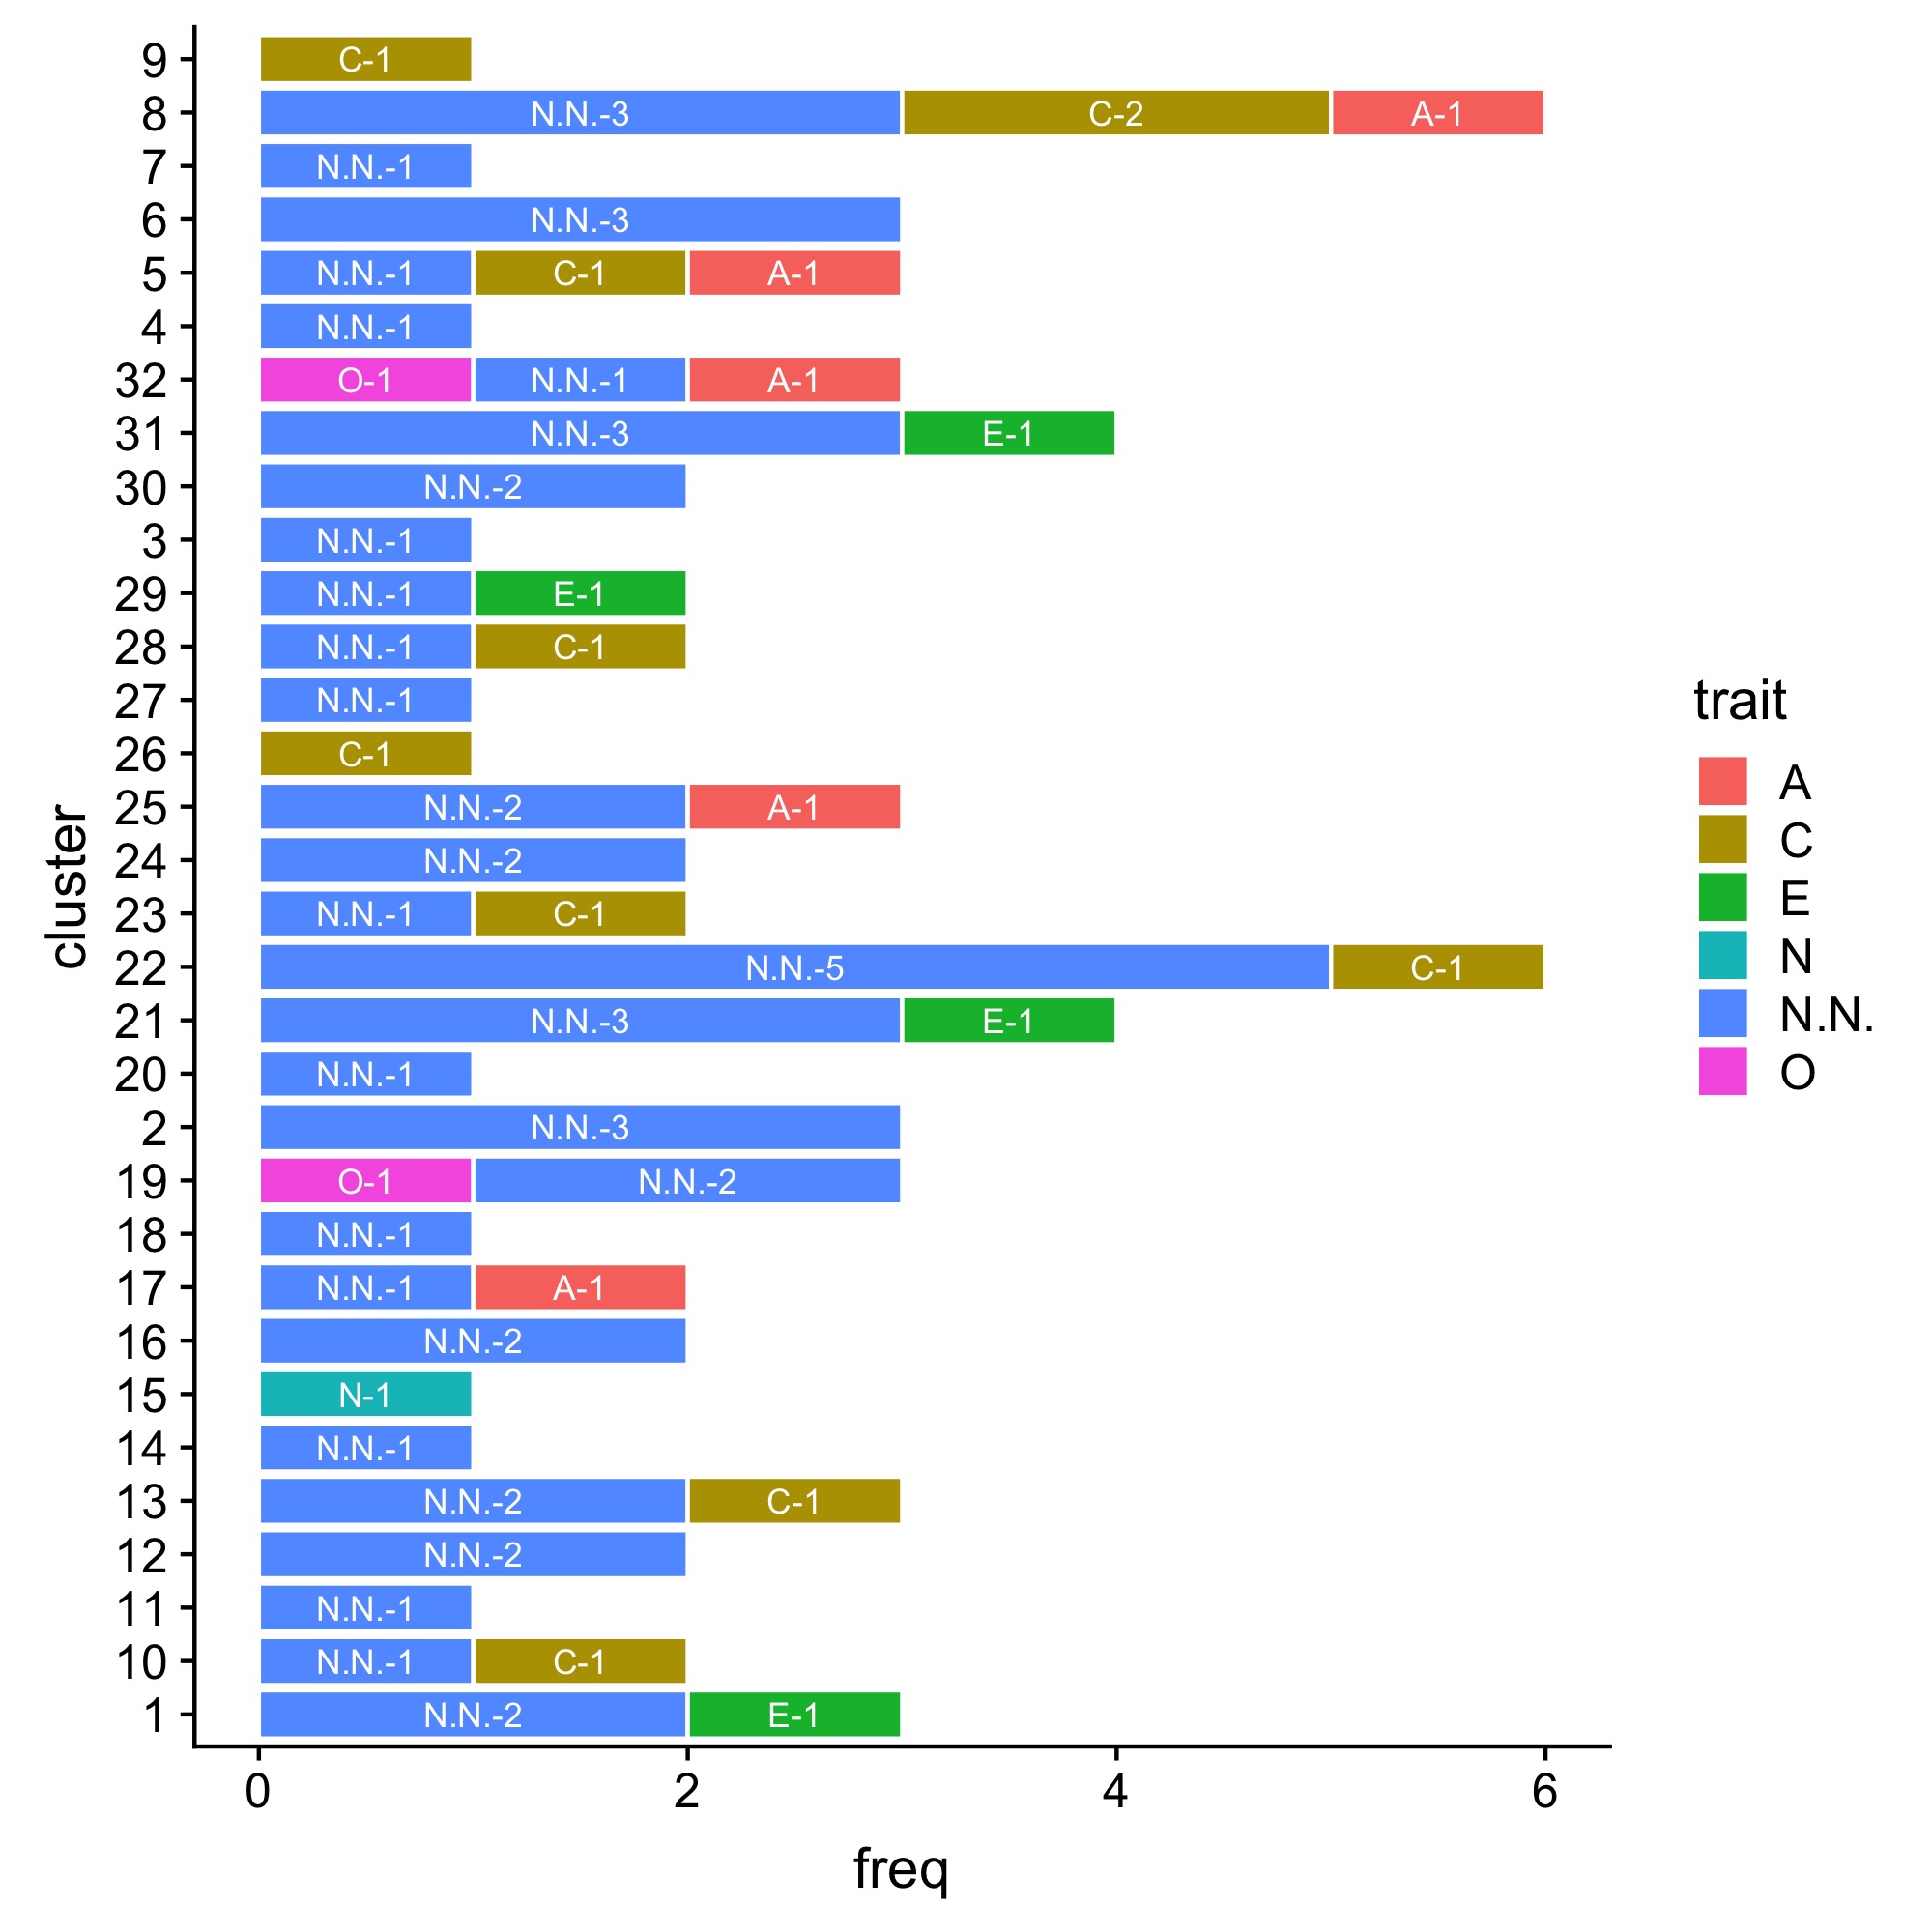 9 C-1
8 N.N.-3 C-2 A-1
7 N.N.-1
6 N.N.-3
5 N.N.-1 C-1 A-1
4 N.N.-1
32 O-1 N.N.-1 A-1
31 N.N.-3 E-1
30 N.N.-2
3 N.N.-1
29 N.N.-1 E-1
28 N.N.-1 C-1
27 N.N.-1
26 C-1
25 N.N.-2 A-1
24 N.N.-2
23 N.N.-1 C-1
22 N.N.-5 C-1
21 N.N.-3 E-1
20 N.N.-1
2 N.N.-3
19 O-1 N.N.-2
18 N.N.-1
17 N.N.-1 A-1
16 N.N.-2
15 N-1
14 N.N.-1
13 N.N.-2 C-1
12 N.N.-2
11 N.N.-1
10 N.N.-1 C-1
1 N.N.-2 E-1
0 2 4 6
freq
cluster
trait
A
C
E
N
N.N.
O